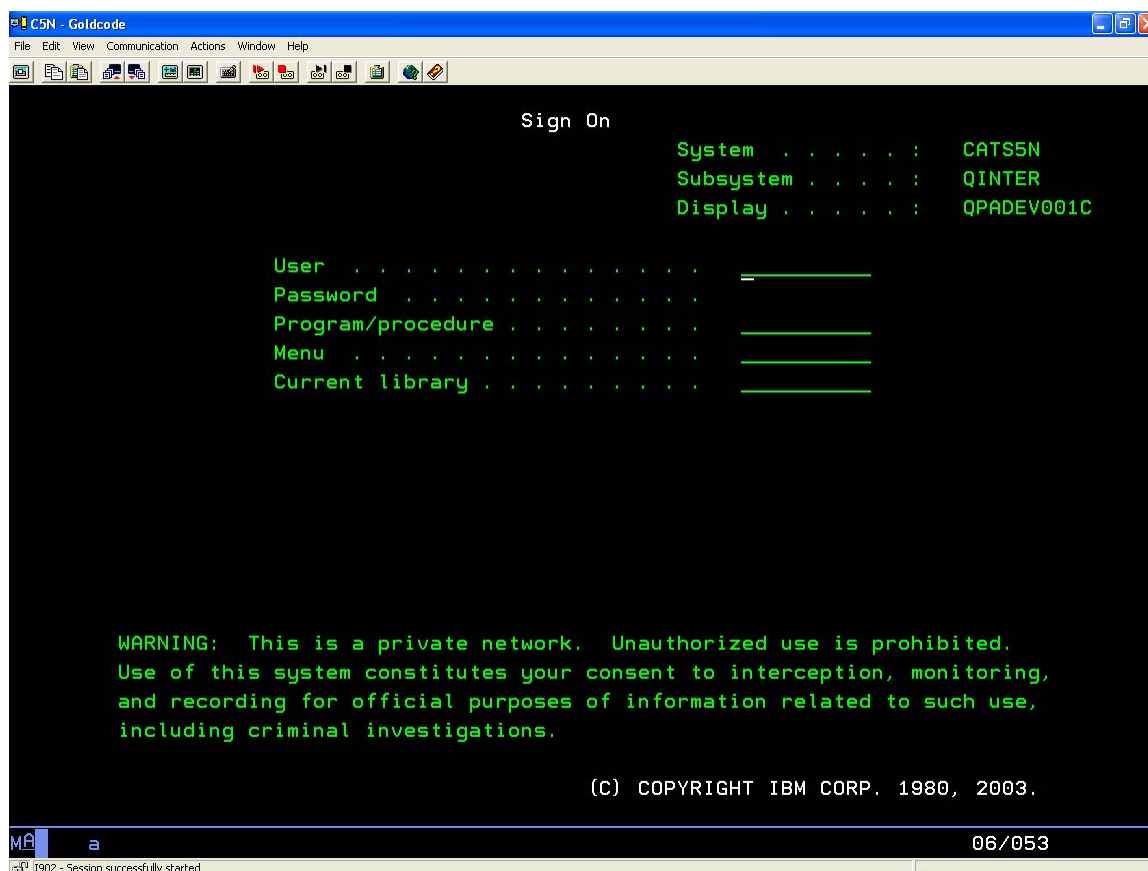 C5N - Goldcode
File Edit View Communication Actions Window Help
Sign On
System . . . . . : CATS5N
Subsystem . . . . : QINTER
Display . . . . . : QPADEV001C
User . . . . . . . . . . . . . .
Password . . . . . . . . . . . .
Program/procedure . . . . . . . .
Menu . . . . . . . . . . . . . .
Current library . . . . . . . . .
WARNING: This is a private network. Unauthorized use is prohibited.
Use of this system constitutes your consent to interception, monitoring,
and recording for official purposes of information related to such use,
including criminal investigations.
(C) COPYRIGHT IBM CORP. 1980, 2003.
MA a 06/053
I902 - Session successfully started